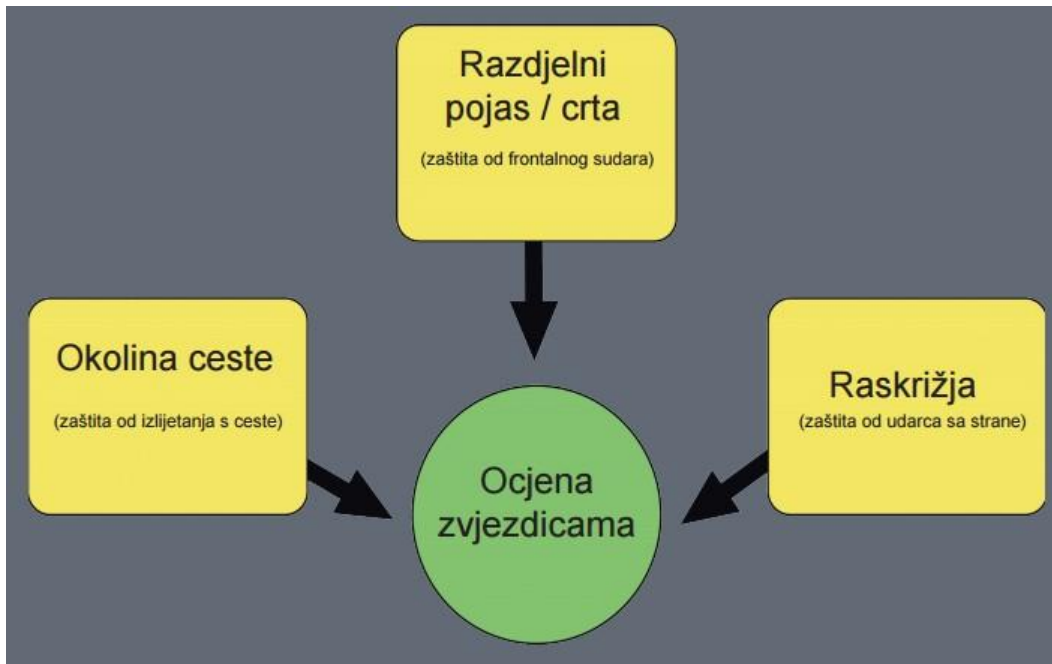 Razdjelni
pojas / crta
(zaštita od frontalnog sudara)
Okolina ceste
(zaštita od izlijetanja s ceste)
Raskrižja
(zaštita od udarca sa strane)
Ocjena
zvjezdicama